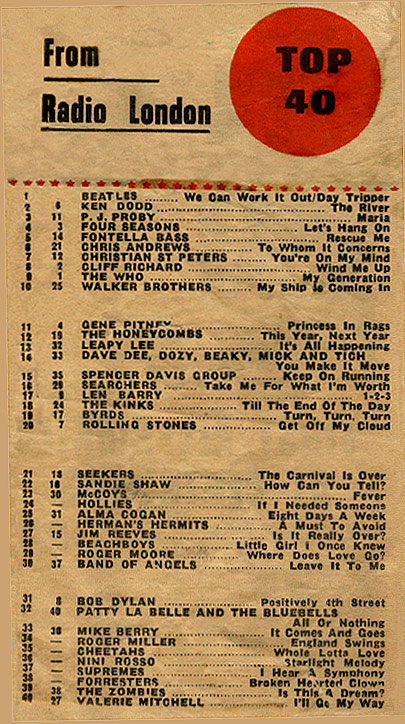 From
Radio London
TOP
40
1 BEATLES ........ We Can Work It Out/Day Tripper
2 6 KEN DODD ........ The River
3 11 P. J. PROBY ........ Maria
4 3 FOUR SEASONS ........ Let's Hang On
5 14 FONTELLA BASS ........ Rescue Me
6 21 CHRIS ANDREWS ........ To Whom It Concerns
7 12 CHRISTIAN ST PETERS ........ You're On My Mind
8 2 CLIFF RICHARD ........ Wind Me Up
9 1 THE WHO ........ My Generation
10 25 WALKER BROTHERS ........ My Ship Is Coming In
11 4 GENE PITNEY ........ Princess In Rags
12 19 THE HONEYCOMBS ........ This Year, Next Year
13 32 LEAPY LEE ........ It's All Happening
14 33 DAVE DEE, DOZY, BEAKY, MICK AND TICH
You Make It Move
15 35 SPENCER DAVIS GROUP ........ Keep On Running
16 29 SEARCHERS ........ Take Me For What I'm Worth
17 9 LEN BARRY ........ 1-2-3
18 24 THE KINKS ........ Till The End Of The Day
19 17 BYRDS ........ Turn, Turn, Turn
20 7 ROLLING STONES ........ Get Off My Cloud
21 13 SEEKERS ........ The Carnival Is Over
22 16 SANDIE SHAW ........ How Can You Tell?
23 30 McCOYS ........ Fever
24 — HOLLIES ........ If I Needed Someone
25 31 ALMA COGAN ........ Eight Days A Week
26 — HERMAN'S HERMITS ........ A Must To Avoid
27 15 JIM REEVES ........ Is It Really Over?
28 — BEACHBOYS ........ Little Girl I Once Knew
29 — ROGER MOORE ........ Where Does Love Go?
30 37 BAND OF ANGELS ........ Leave It To Me
31 8 BOB DYLAN ........ Positively 4th Street
32 40 PATTY LA BELLE AND THE BLUEBELLS
All Or Nothing
33 36 MIKE BERRY ........ It Comes And Goes
34 — ROGER MILLER ........ England Swings
35 — CHEETAHS ........ Whole Lotta Love
36 — NINI ROSSO ........ Starlight Melody
37 — SUPREMES ........ I Hear A Symphony
38 — FORRESTERS ........ Broken Hearted Clown
39 38 THE ZOMBIES ........ Is This A Dream?
40 27 VALERIE MITCHELL ........ I'll Go My Way